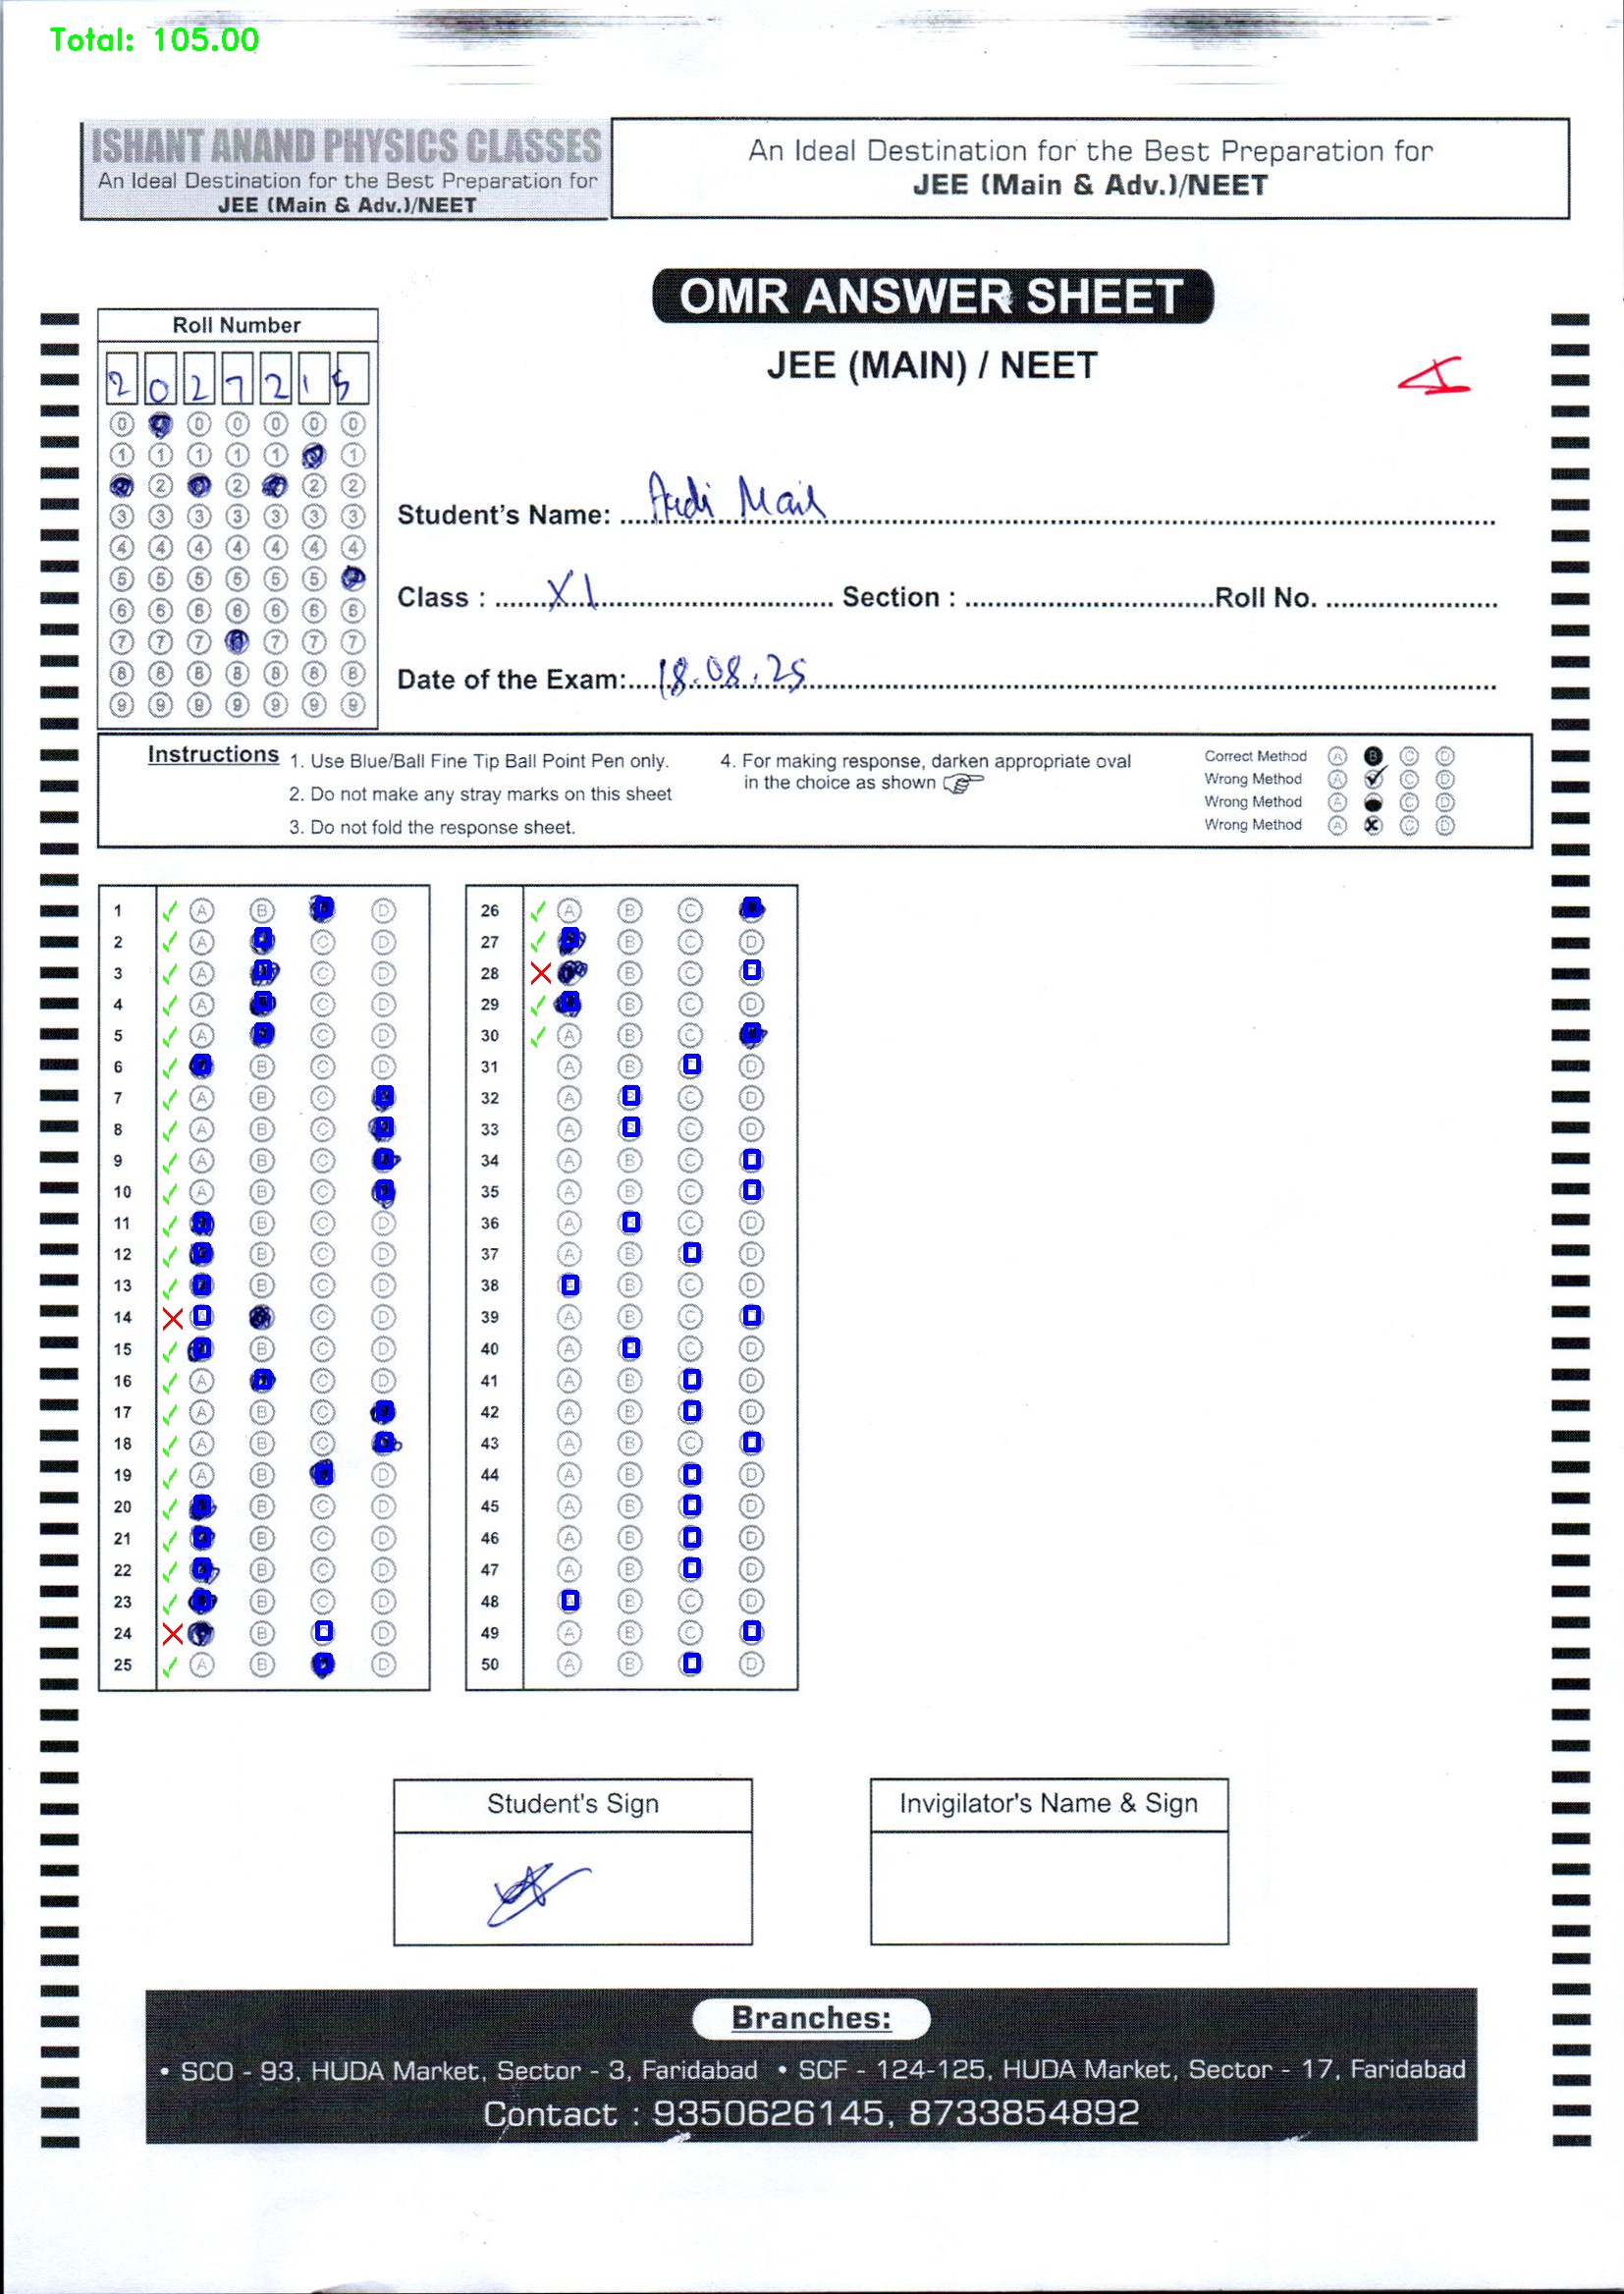 Total: 105.00
ISHANT ANAND PHYSICS CLASSES
An Ideal Destination for the Best Preparation for
JEE (Main & Adv.)/NEET
An Ideal Destination for the Best Preparation for
JEE (Main & Adv.)/NEET
OMR ANSWER SHEET
JEE (MAIN) / NEET
Roll Number
2 0 2 7 2 1 5
0 0 0 0 0 0
1 1 1 1 1 1
2 2 2 2
3 3 3 3 3 3 3
4 4 4 4 4 4 4
5 5 5 5 5 5
6 6 6 6 6 6 6
7 7 7 7 7 7
8 8 8 8 8 8 8
9 9 9 9 9 9 9
Student's Name:
Class : XI Section : Roll No.
Date of the Exam: 18.08.25
Instructions
1. Use Blue/Ball Fine Tip Ball Point Pen only.
2. Do not make any stray marks on this sheet
3. Do not fold the response sheet.
4. For making response, darken appropriate oval
in the choice as shown
Correct Method A B C D
Wrong Method A C D
Wrong Method A C D
Wrong Method A C D
1 A B D
2 A C D
3 A C D
4 A C D
5 A C D
6 B C D
7 A B C
8 A B C
9 A B C
10 A B C
11 B C D
12 B C D
13 B C D
14 C D
15 B C D
16 A C D
17 A B C
18 A B C
19 A B D
20 B C D
21 B C D
22 B C D
23 B C D
24 B D
25 A B D
26 A B C
27 B C D
28 B C
29 B C D
30 A B C
31 A B D
32 A C D
33 A C D
34 A B C
35 A B C
36 A C D
37 A B D
38 B C D
39 A B C
40 A C D
41 A B D
42 A B D
43 A B C
44 A B D
45 A B D
46 A B D
47 A B D
48 B C D
49 A B C
50 A B D
Student's Sign
Invigilator's Name & Sign
Branches:
• SCO - 93, HUDA Market, Sector - 3, Faridabad • SCF - 124-125, HUDA Market, Sector - 17, Faridabad
Contact : 9350626145, 8733854892